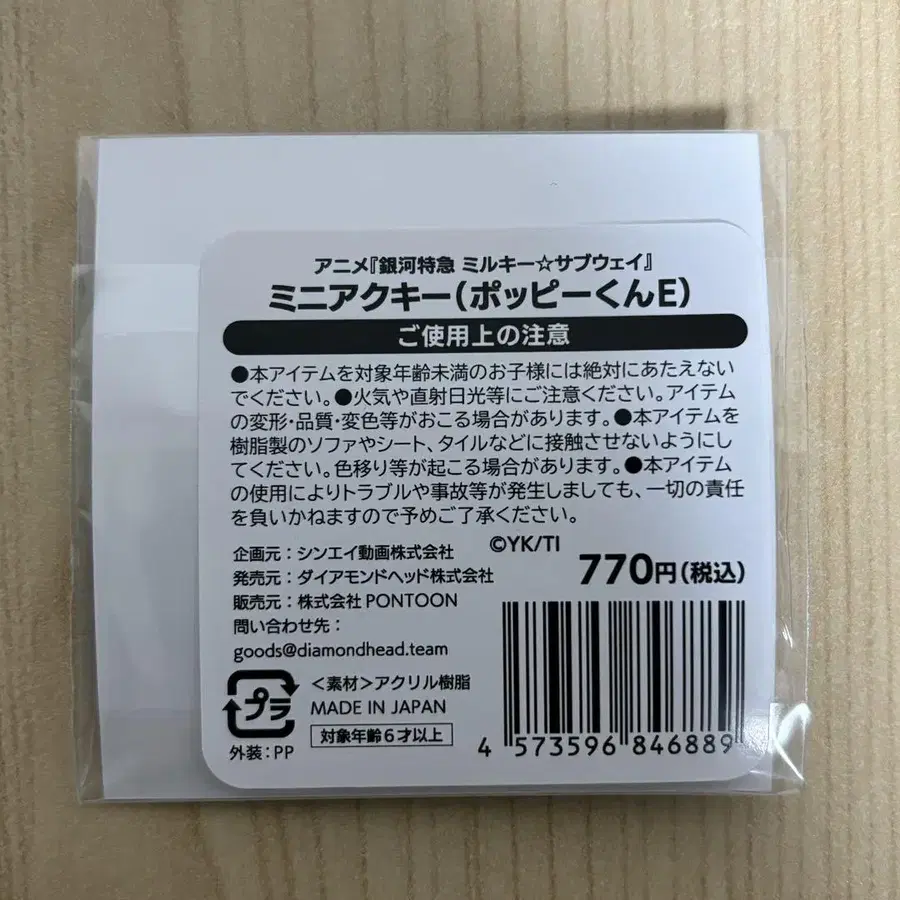 アニメ『銀河特急 ミルキー☆サブウェイ』
ミニアクキー(ポッピーくんE)
ご使用上の注意
●本アイテムを対象年齢未満のお子様には絶対にあたえない
でください。●火気や直射日光等にご注意ください。アイテム
の変形・品質・変色等がおこる場合があります。●本アイテムを
樹脂製のソファやシート、タイルなどに接触させないようにし
てください。色移り等が起こる場合があります。●本アイテム
の使用によりトラブルや事故等が発生しましても、一切の責任
を負いかねますので予めご了承ください。
©YK/TI
企画元:シンエイ動画株式会社
発売元:ダイアモンドヘッド株式会社
販売元:株式会社 PONTOON
問い合わせ先:
goods@diamondhead.team
770円(税込)
プラ
外装:PP
<素材>アクリル樹脂
MADE IN JAPAN
対象年齢6才以上
4 573596 846889